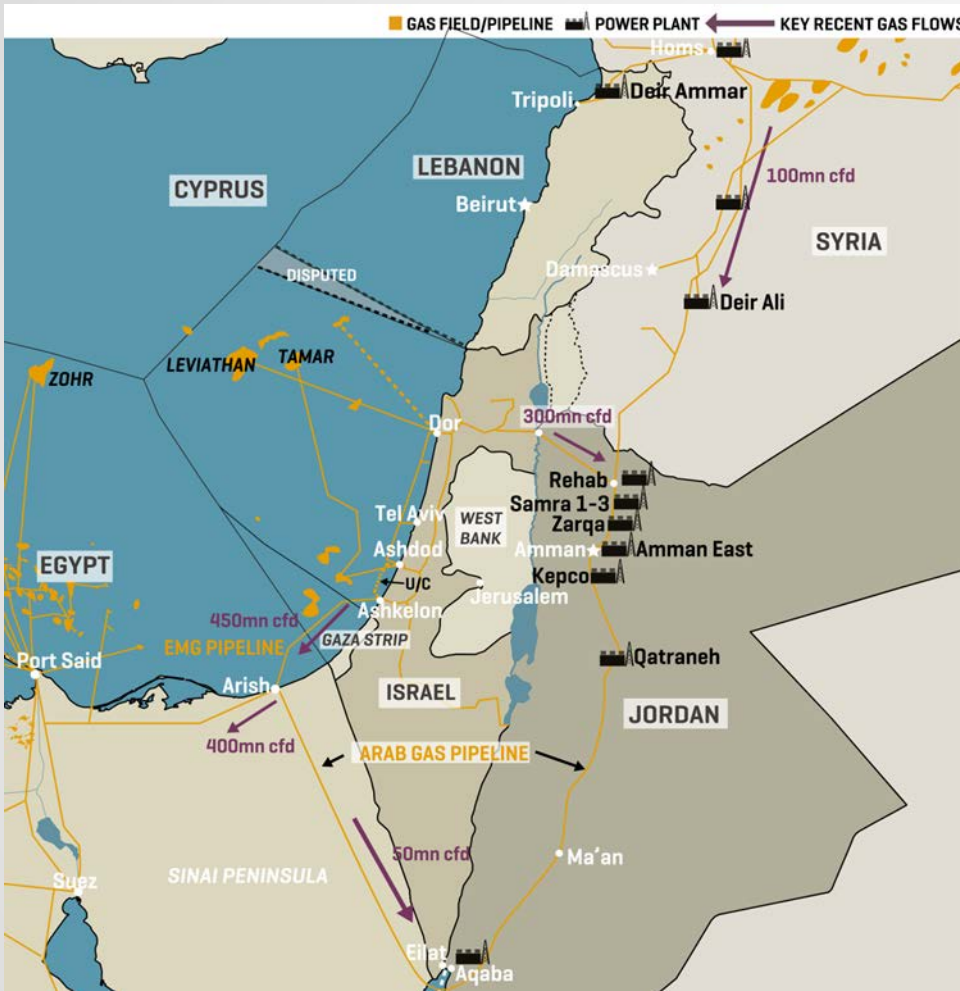 GAS FIELD/PIPELINE POWER PLANT KEY RECENT GAS FLOWS
Homs
Deir Ammar
Tripoli
LEBANON
100mn cfd
CYPRUS
Beirut
SYRIA
DISPUTED
Damascus
Deir Ali
LEVIATHAN
TAMAR
ZOHR
300mn cfd
Dor
Rehab
Samra 1-3
Tel Aviv
WEST
BANK
Zarqa
Ashdod
Amman
Amman East
EGYPT
U/C
Kepco
Jerusalem
Ashkelon
450mn cfd
GAZA STRIP
EMG PIPELINE
Port Said
Qatraneh
Arish
ISRAEL
JORDAN
400mn cfd
ARAB GAS PIPELINE
50mn cfd
Ma'an
SINAI PENINSULA
Suez
Eilat
Aqaba